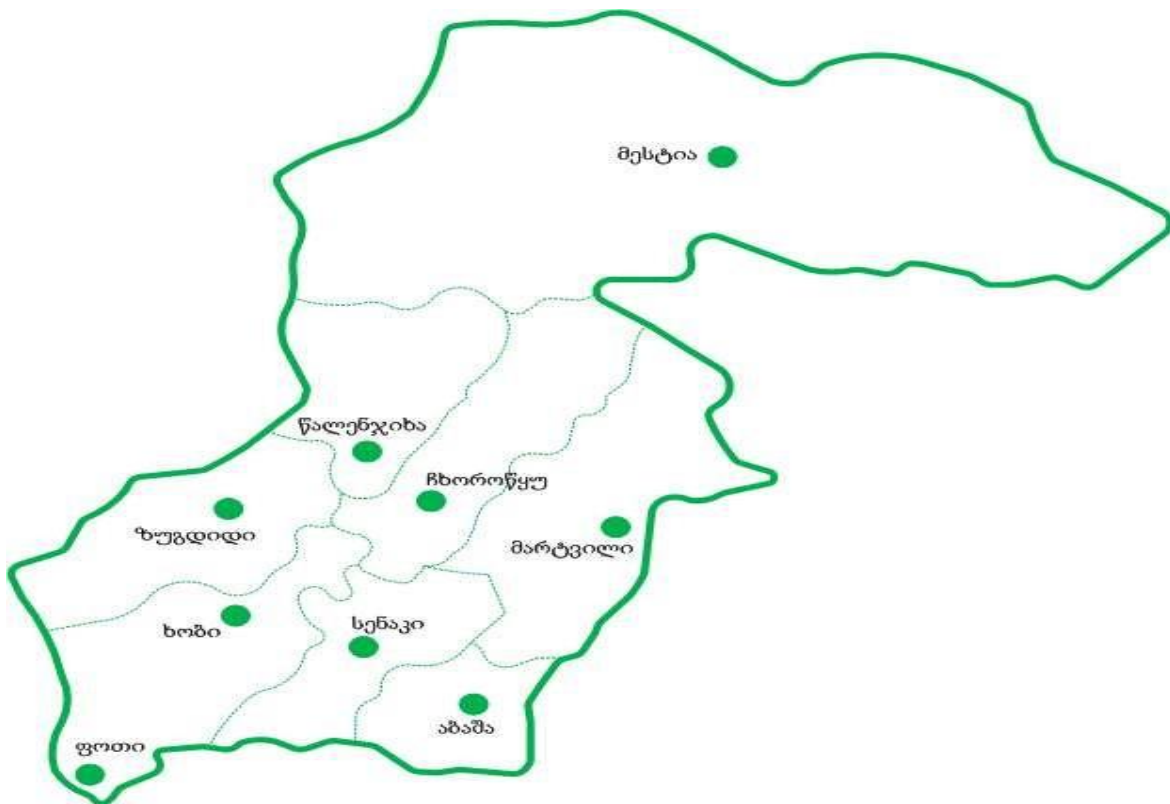 მესტია
წალენჯიხა
ჩხოროწყუ
ზუგდიდი
მარტვილი
ხობი
სენაკი
აბაშა
ფოთი